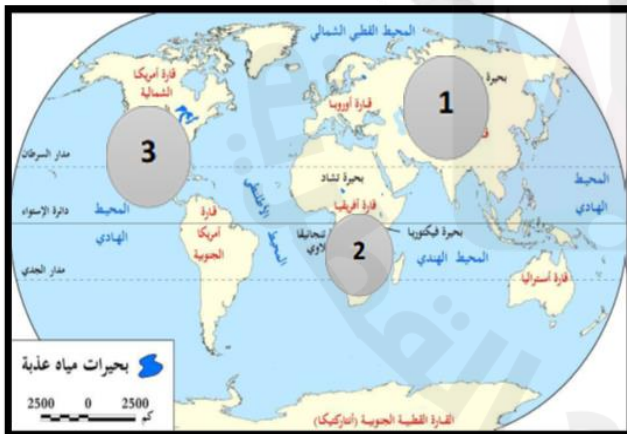 المحيط القطبي الشمالي
قارة أمريكا
الشمالية
قارة أوروبا
بحيرة
1
3
مدار السرطان
بحيرة تشاد
المحيط
الهادي
المحيط
الأطلنطي
قارة أفريقيا
دائرة الإستواء
المحيط
الهادي
قارة
أمريكا
الجنوبية
تنجانيقا
بحيرة فيكتوريا
2
المحيط الهندي
مدار الجدي
قارة أستراليا
بحيرات مياه عذبة
2500 0 2500
كم
القارة القطبية الجنوبية (أنتاركتيكا)